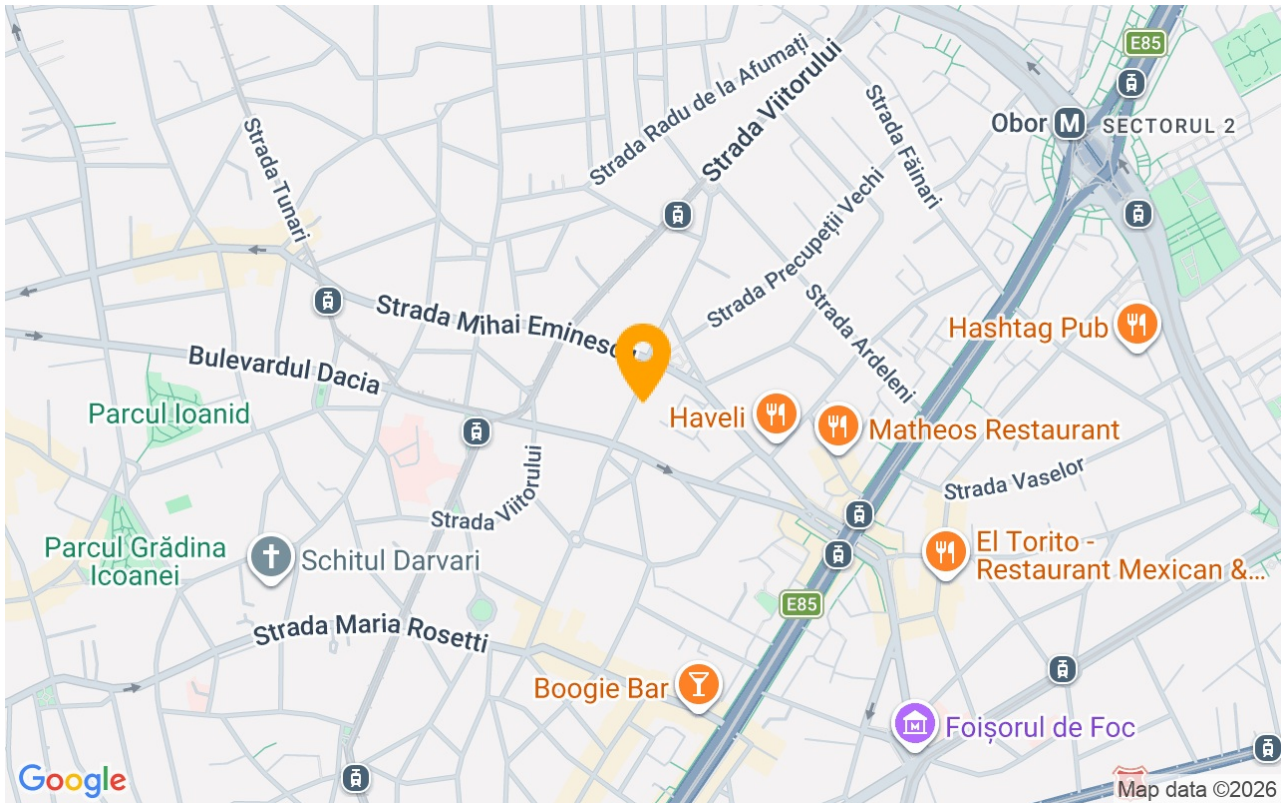 E85
Strada Radu de la Afumați
Strada Viitorului
Strada Făinari
Obor M SECTORUL 2
Strada Tunari
Strada Precupeții Vechi
Strada Mihai Eminescu
Strada Ardeleni
Hashtag Pub
Bulevardul Dacia
Parcul Ioanid
Haveli
Matheos Restaurant
Strada Vaselor
Strada Viitorului
Parcul Grădina
Icoanei
Schitul Darvari
El Torito -
Restaurant Mexican &...
E85
Strada Maria Rosetti
Boogie Bar
Foișorul de Foc
Google
Map data ©2026